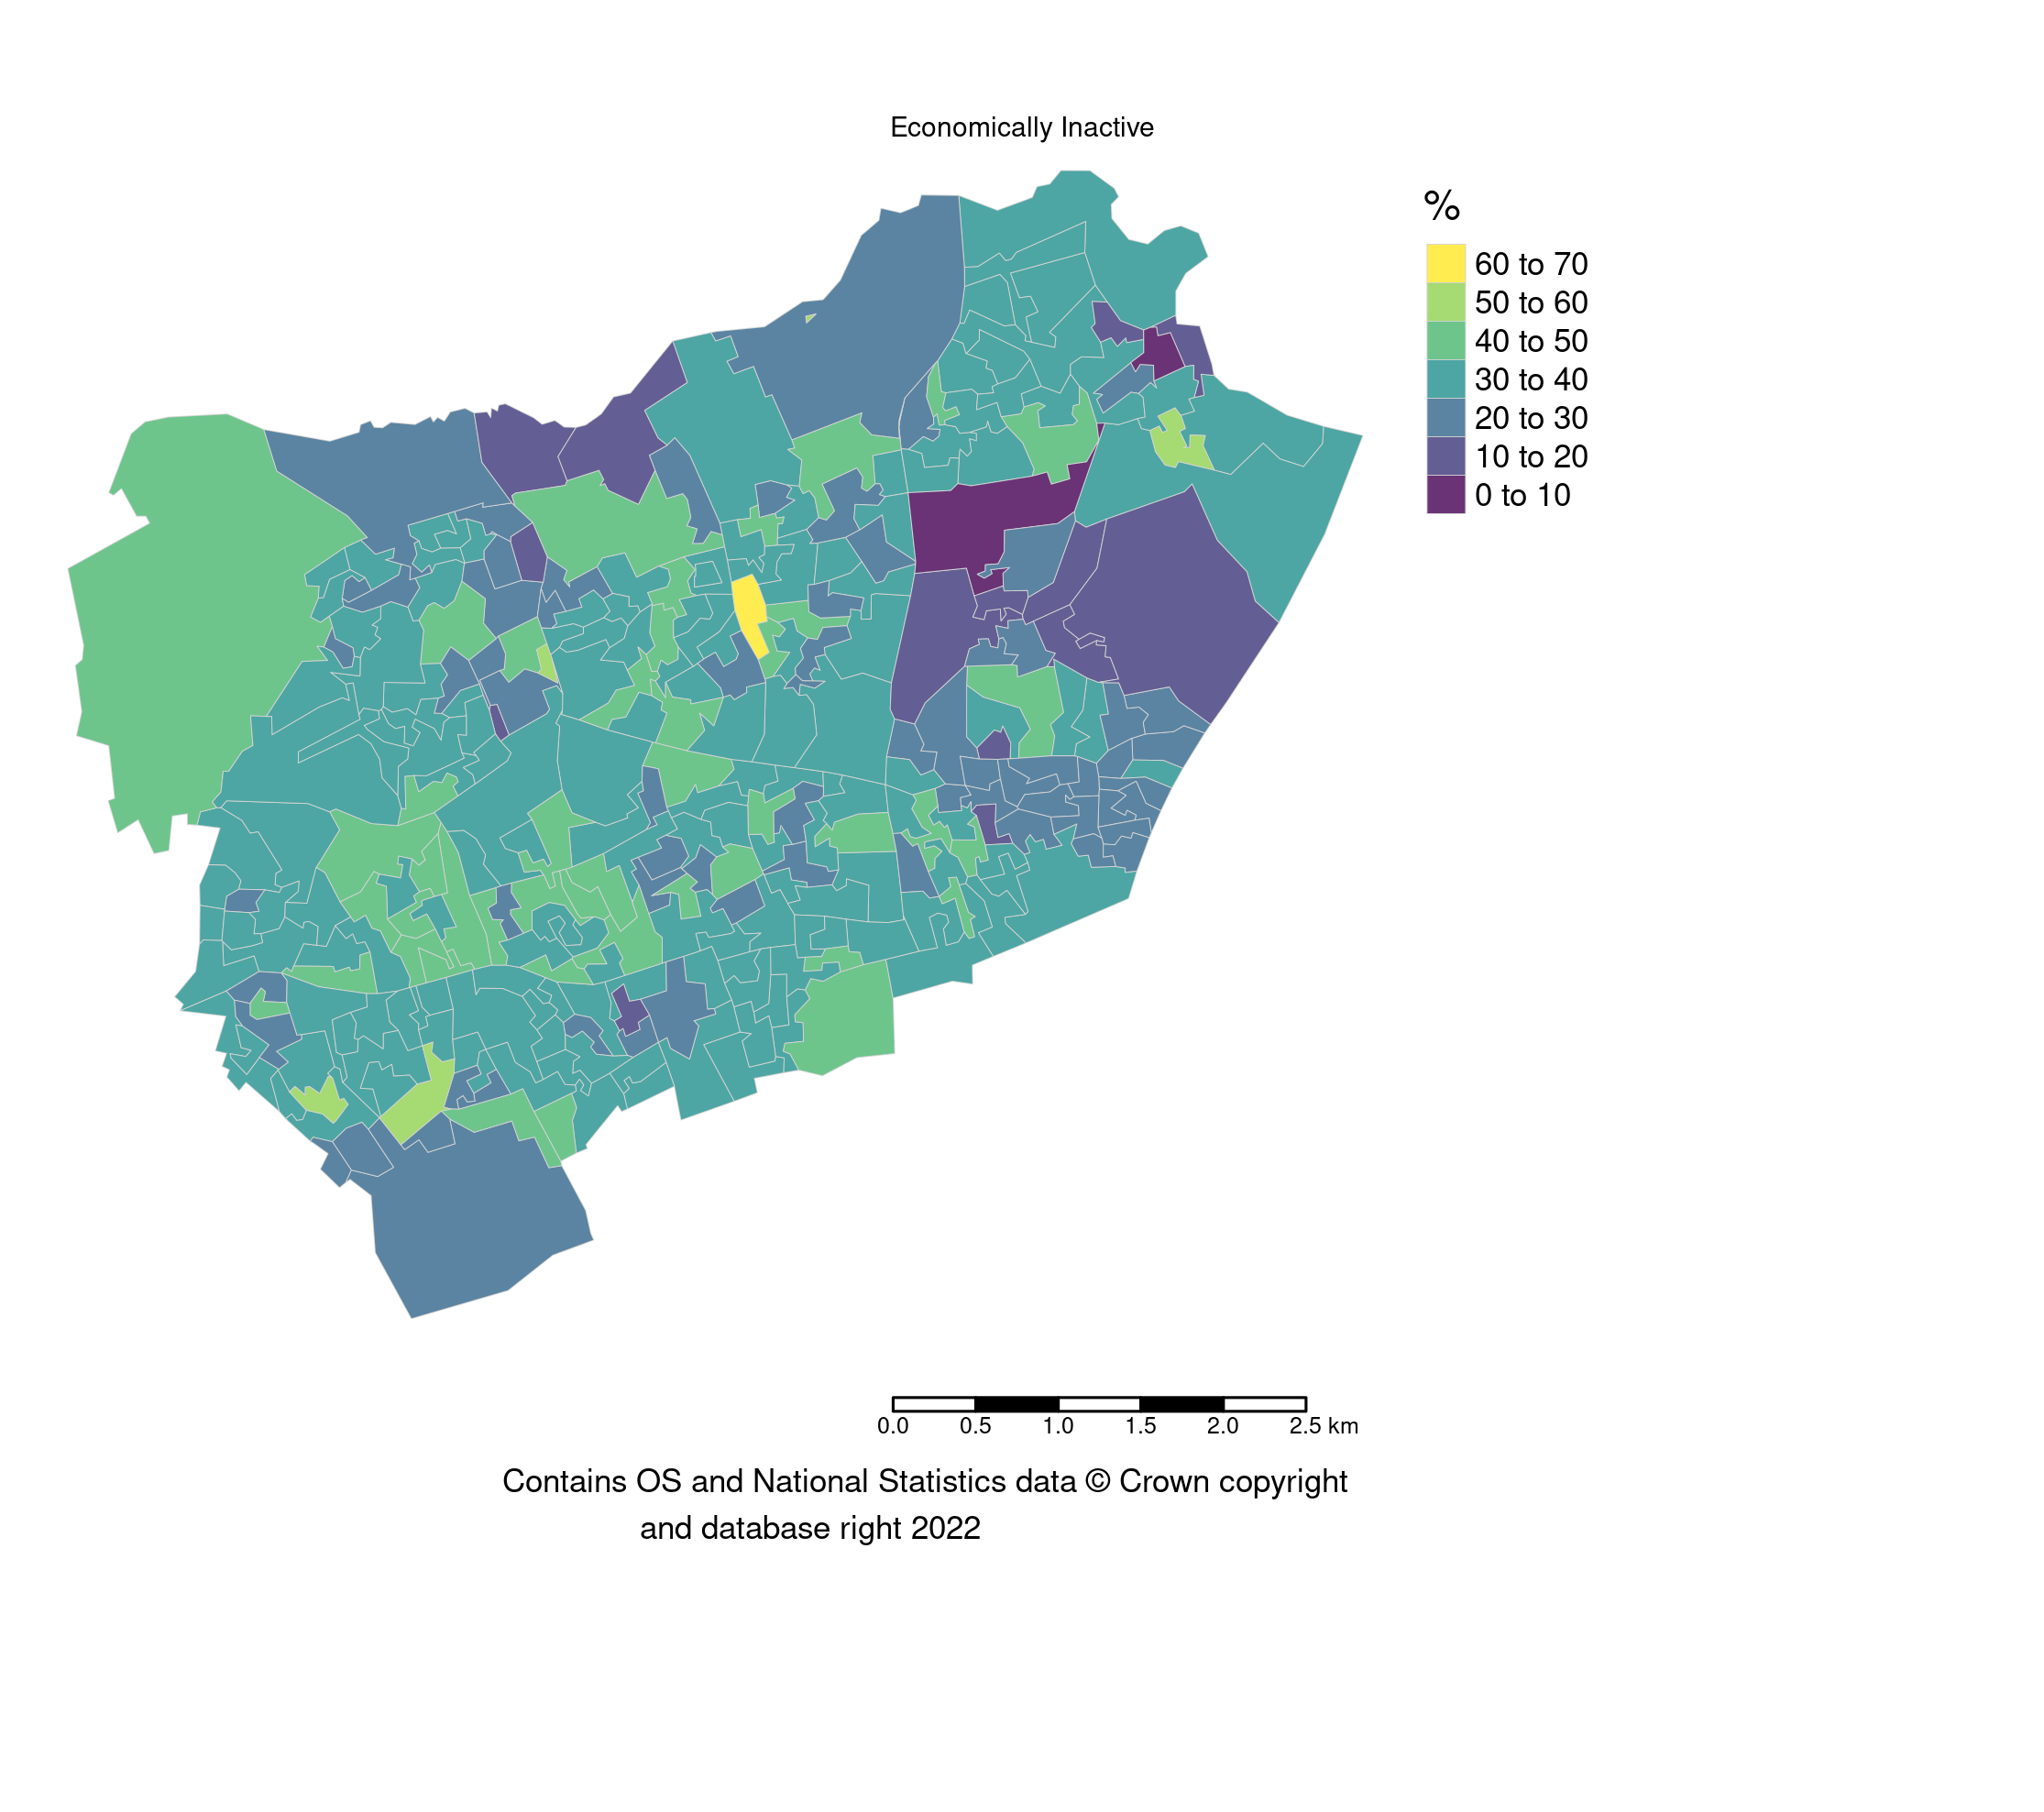 Economically Inactive
%
60 to 70
50 to 60
40 to 50
30 to 40
20 to 30
10 to 20
0 to 10
0.0 0.5 1.0 1.5 2.0 2.5 km
Contains OS and National Statistics data © Crown copyright
and database right 2022